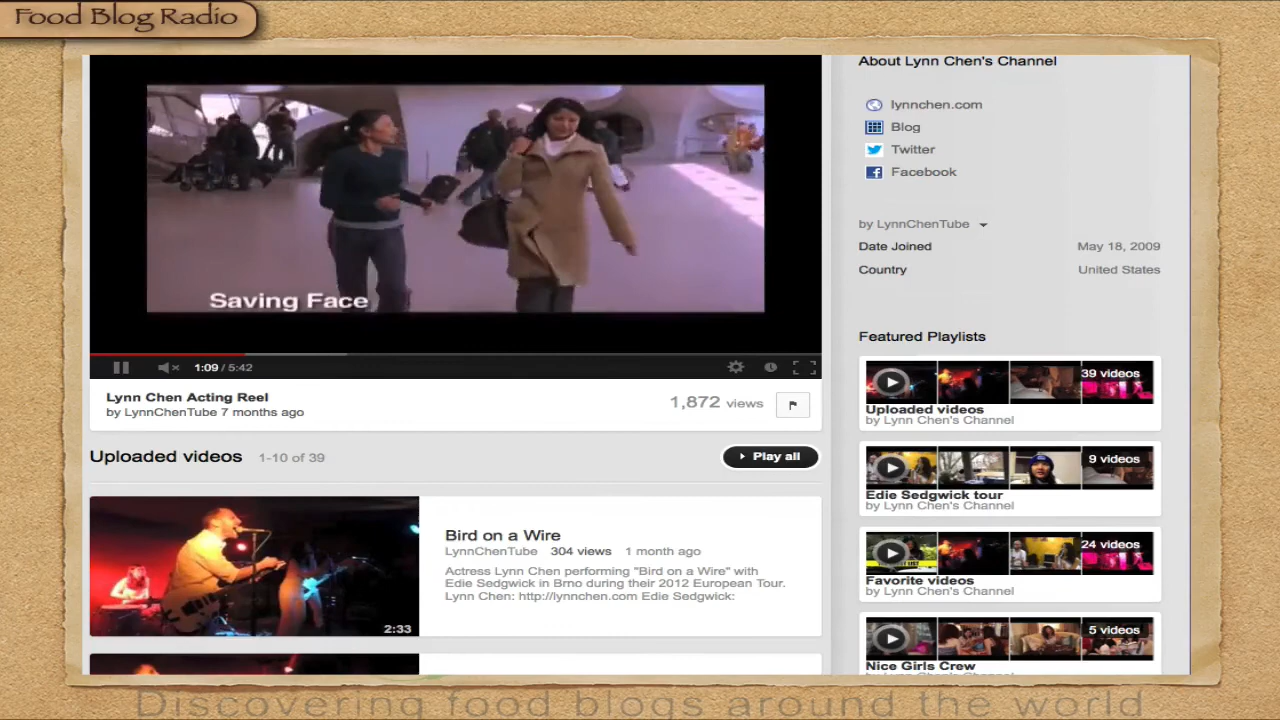 Food Blog Radio
Saving Face
1:09 / 5:42
Lynn Chen Acting Reel
by LynnChenTube 7 months ago
1,872 views
Uploaded videos 1-10 of 39
Play all
2:33
Bird on a Wire
LynnChenTube 304 views 1 month ago
Actress Lynn Chen performing "Bird on a Wire" with
Edie Sedgwick in Brno during their 2012 European Tour.
Lynn Chen: http://lynnchen.com Edie Sedgwick:
About Lynn Chen's Channel
lynnchen.com
Blog
Twitter
Facebook
by LynnChenTube
Date Joined May 18, 2009
Country United States
Featured Playlists
39 videos
Uploaded videos
by Lynn Chen's Channel
9 videos
Edie Sedgwick tour
by Lynn Chen's Channel
24 videos
Favorite videos
by Lynn Chen's Channel
5 videos
Nice Girls Crew
by Lynn Chen's Channel
Discovering food blogs around the world